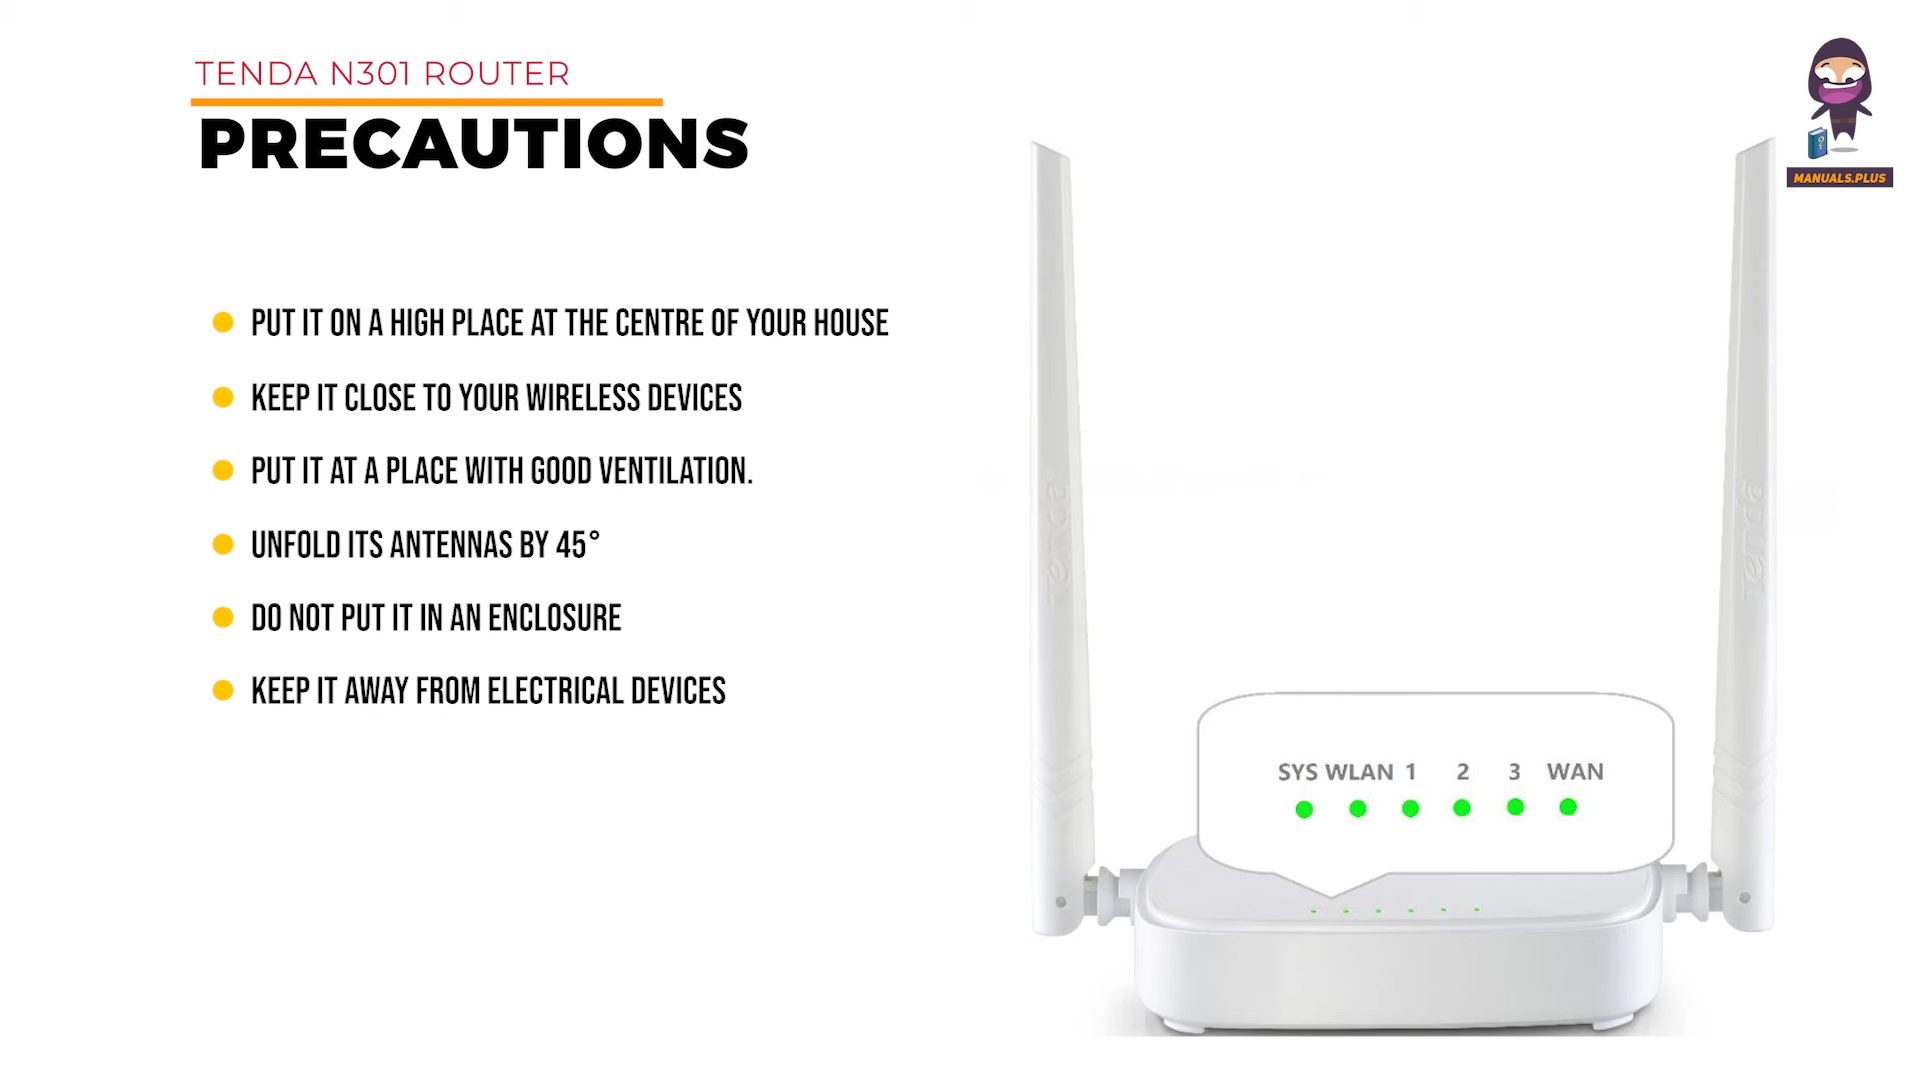 TENDA N301 ROUTER
PRECAUTIONS
PUT IT ON A HIGH PLACE AT THE CENTRE OF YOUR HOUSE
KEEP IT CLOSE TO YOUR WIRELESS DEVICES
PUT IT AT A PLACE WITH GOOD VENTILATION.
UNFOLD ITS ANTENNAS BY 45°
DO NOT PUT IT IN AN ENCLOSURE
KEEP IT AWAY FROM ELECTRICAL DEVICES
?
MANUALS.PLUS
Tenda
Tenda
SYS WLAN 1 2 3 WAN